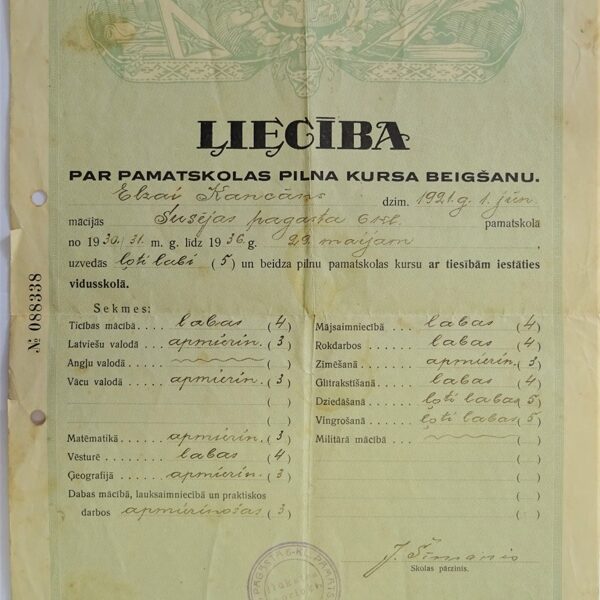 ĻIECĪBA
PAR PAMATSKOLAS PILNA KURSA BEIGŠANU.
Elzai dzim. 1921. g. 1. jūn.
mācījās Susējas pagasta 6 kl. pamatskolā
no 1930./31. m. g. līdz 1936. g. 29. maijam
uzvedās ļoti labi (5) un beidza pilnu pamatskolas kursu ar tiesībām iestāties
vidusskolā.
№ 088338
Sekmes:
Ticības mācībā.... labas (4)
Latviešu valodā... apmierin. (3)
Angļu valodā.... ( )
Vācu valodā.... apmierin. (3)
( )
( )
Matemātikā...... apmierin. (3)
Vēsturē...... labas (4)
Ģeografijā..... apmierin. (3)
Dabas mācībā, lauksaimniecībā un praktiskos
darbos apmierinošas (3)
Mājsaimniecībā... labas (4)
Rokdarbos.... labas (4)
Zīmēšanā.... apmierin. (3)
Glītrakstīšanā.... labas (4)
Dziedāšanā.... ļoti labas (5)
Vingrošanā.... ļoti labas (5)
Militārā mācībā... ( )
( )
( )
( )
( )
J. Šimanis
Skolas pārzinis.